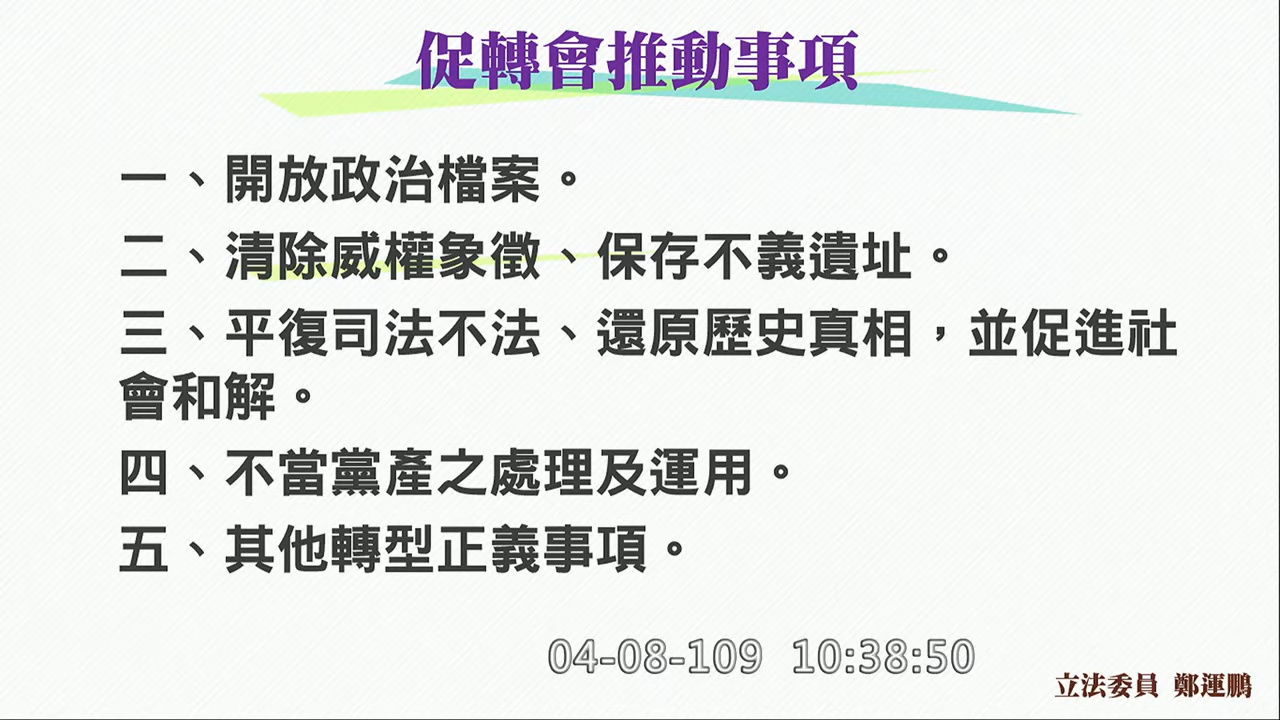 促轉會推動事項
一、開放政治檔案。
二、清除威權象徵、保存不義遺址。
三、平復司法不法、還原歷史真相，並促進社
會和解。
四、不當黨產之處理及運用。
五、其他轉型正義事項。
04-08-109 10:38:50
立法委員 鄭運鵬